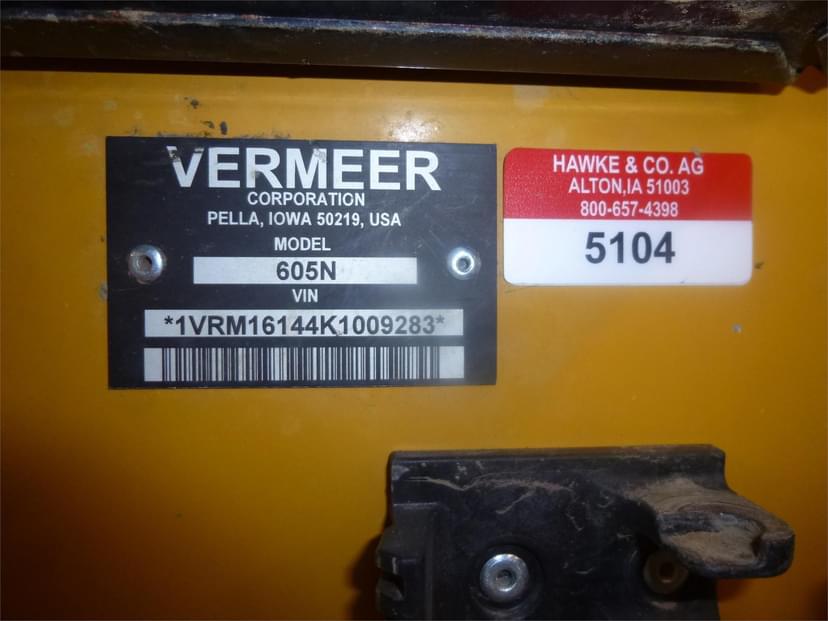 VERMEER
CORPORATION
PELLA, IOWA 50219, USA
MODEL
605N
VIN
*1VRM16144K1009283*
HAWKE & CO. AG
ALTON,IA 51003
800-657-4398
5104